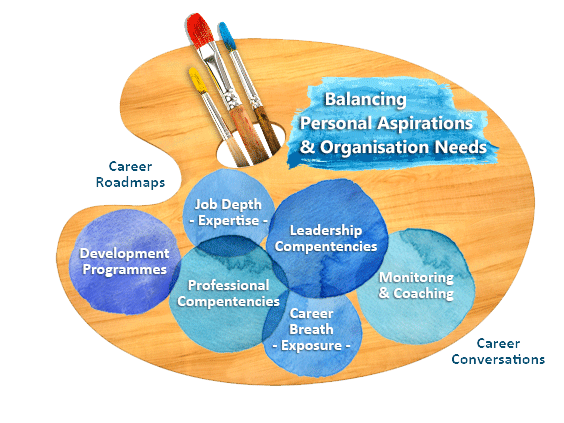 Balancing
Personal Aspirations
& Organisation Needs
Career
Roadmaps
Job Depth
- Expertise -
Leadership
Compentencies
Development
Programmes
Professional
Compentencies
Monitoring
& Coaching
Career
Breath
- Exposure -
Career
Conversations